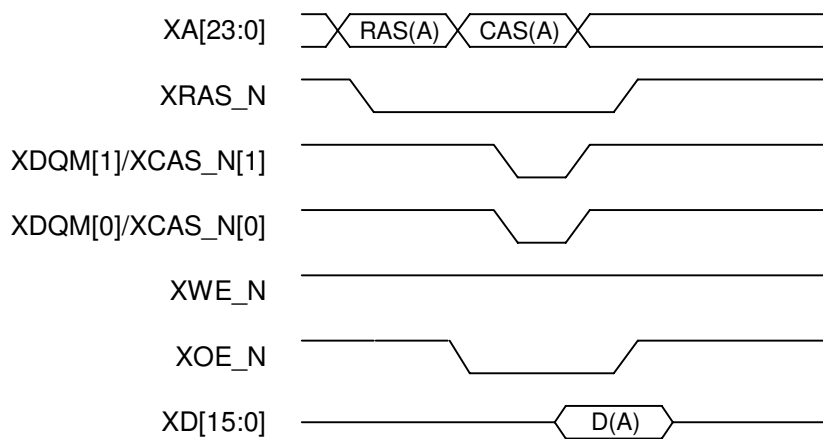 XA[23:0] RAS(A) CAS(A)
XRAS_N
XDQM[1]/XCAS_N[1]
XDQM[0]/XCAS_N[0]
XWE_N
XOE_N
XD[15:0] D(A)